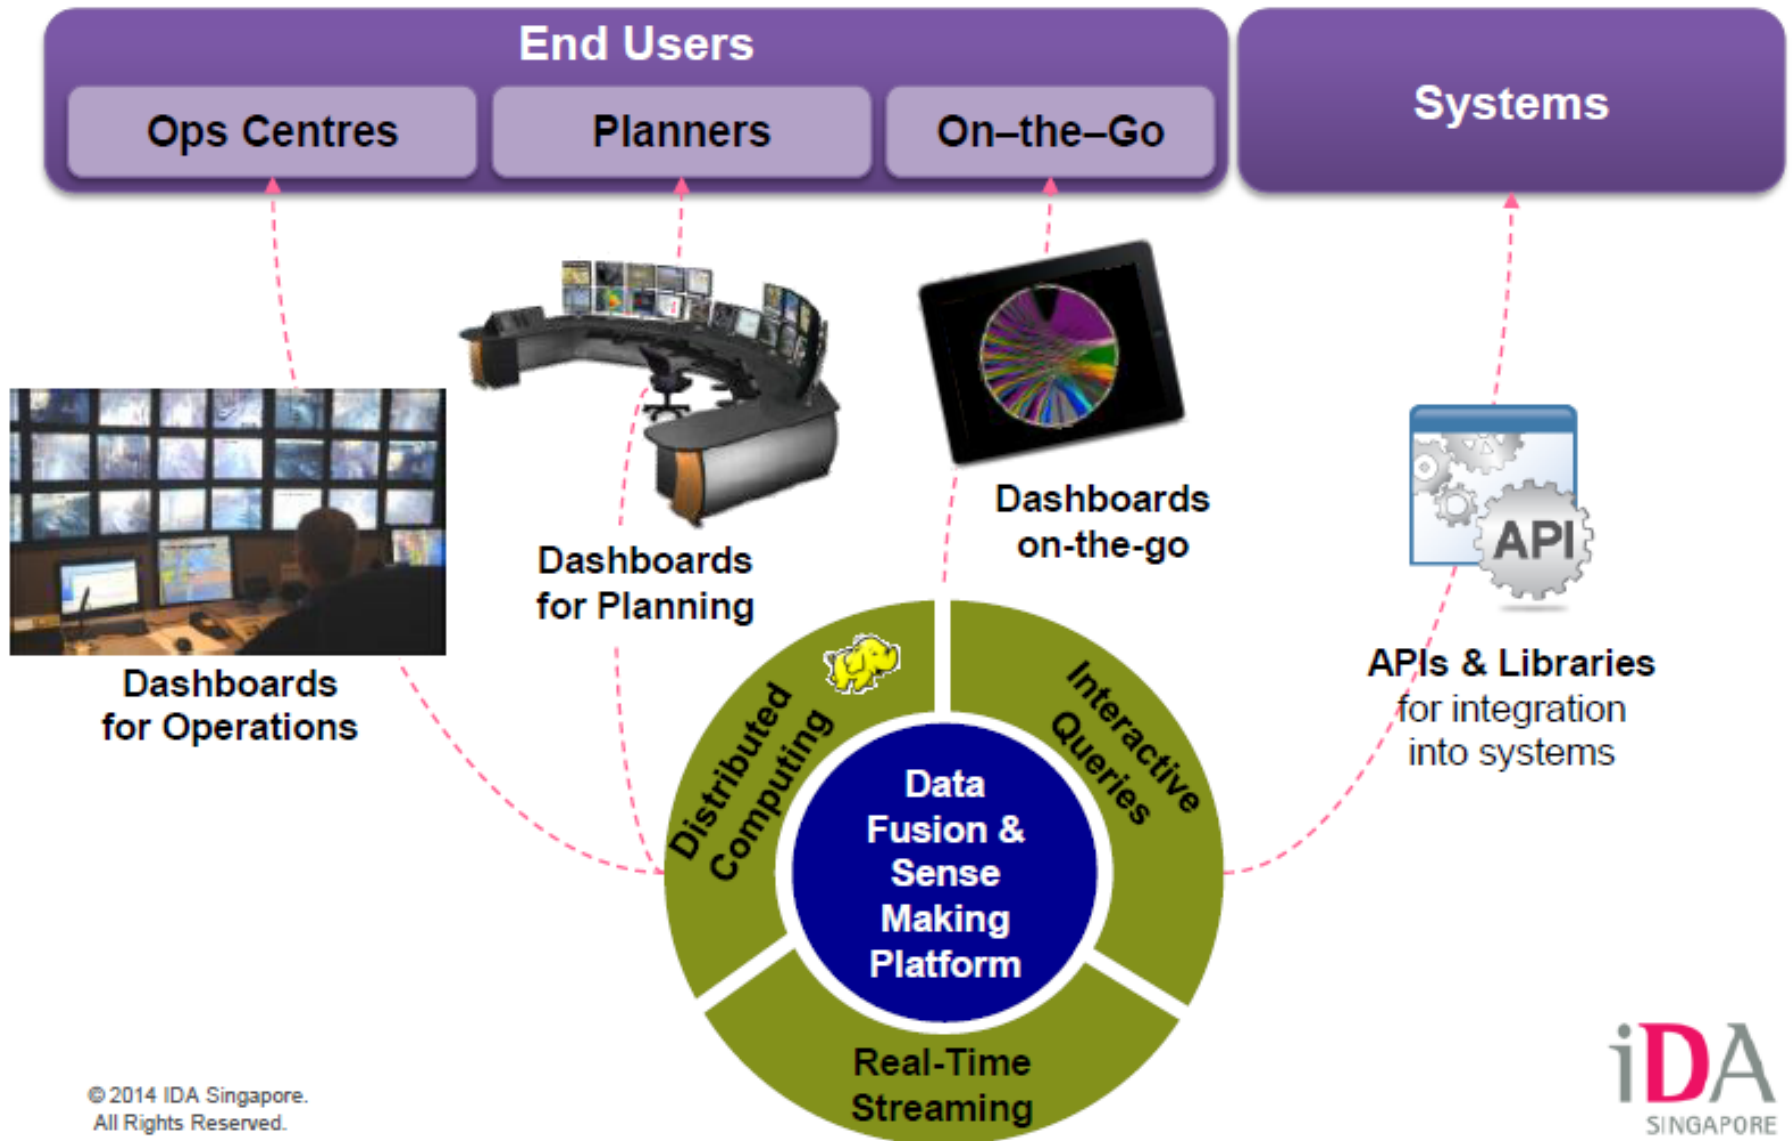 End Users
Systems
Ops Centres
Planners
On–the–Go
Dashboards
on-the-go
Dashboards
for Planning
API
Dashboards
for Operations
APIs & Libraries
for integration
into systems
Distributed
Computing
Interactive
Queries
Data
Fusion &
Sense
Making
Platform
Real-Time
Streaming
© 2014 IDA Singapore.
All Rights Reserved.
iDA
SINGAPORE